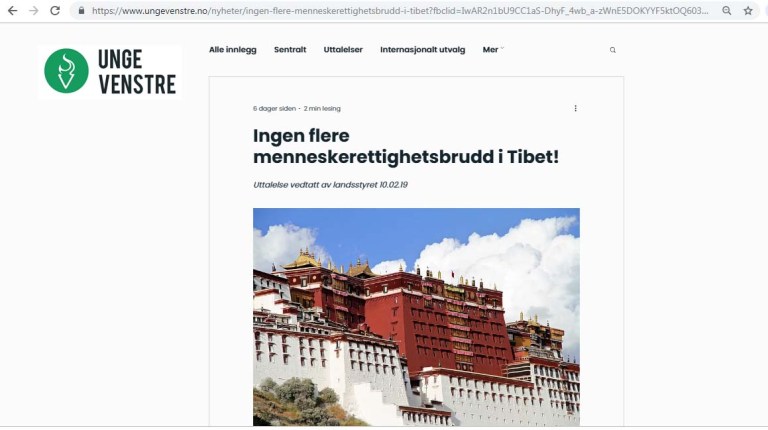 https://www.ungevenstre.no/nyheter/ingen-flere-menneskerettighetsbrudd-i-tibet?fbclid=IwAR2n1bU9CC1aS-DhyF_4wb_a-zWnE5DOKYYF5ktOQ603...
UNGE
VENSTRE
Alle innlegg Sentralt Uttalelser Internasjonalt utvalg Mer
6 dager siden - 2 min lesing
Ingen flere
menneskerettighetsbrudd i Tibet!
Uttalelse vedtatt av landsstyret 10.02.19